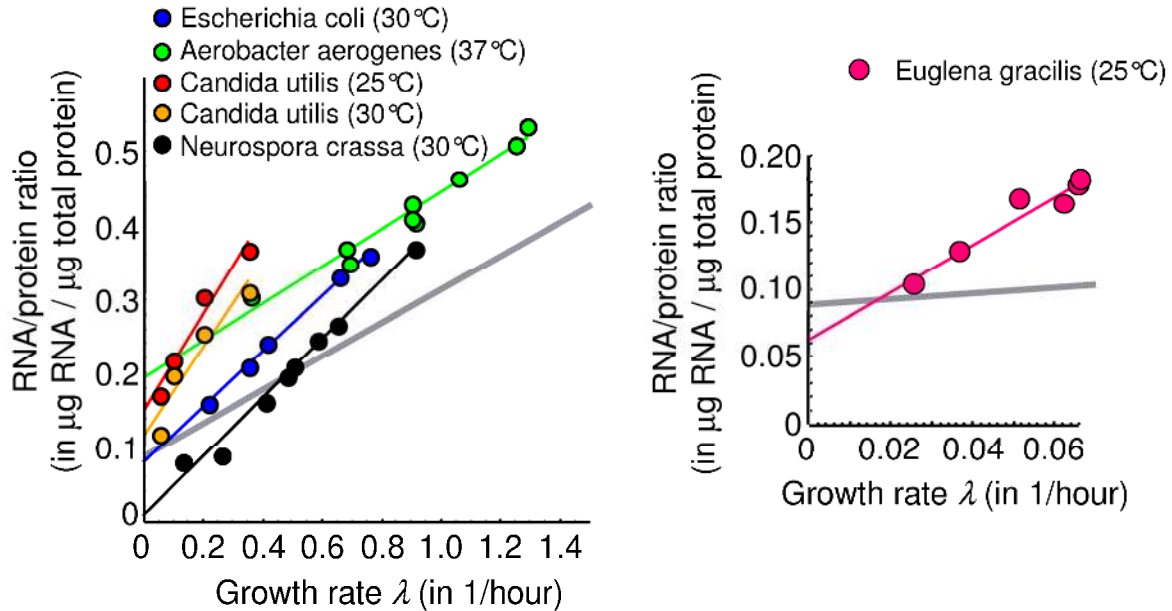 Escherichia coli (30°C)
Aerobacter aerogenes (37°C)
Candida utilis (25°C)
Candida utilis (30°C)
Neurospora crassa (30°C)
RNA/protein ratio
(in μg RNA / μg total protein)
0.5
0.4
0.3
0.2
0.1
0
0 0.2 0.4 0.6 0.8 1.0 1.2 1.4
Growth rate λ (in 1/hour)
Euglena gracilis (25°C)
RNA/protein ratio
(in μg RNA / μg total protein)
0.20
0.15
0.10
0.05
0
0 0.02 0.04 0.06
Growth rate λ (in 1/hour)